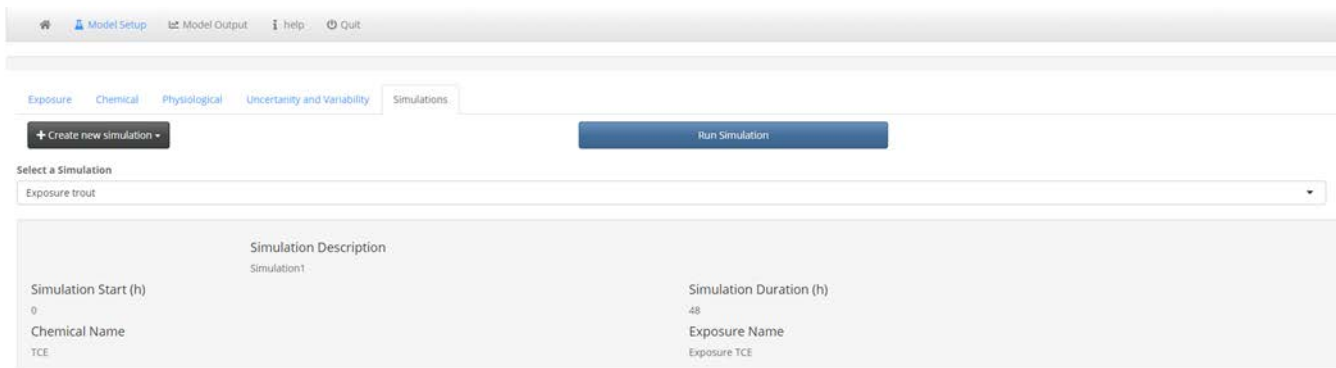 Model Setup Model Output help Quit
Exposure Chemical Physiological Uncertanity and Variability Simulations
+ Create new simulation Run Simulation
Select a Simulation
Exposure trout
Simulation Description
Simulation1
Simulation Start (h) Simulation Duration (h)
0 48
Chemical Name Exposure Name
TCE Exposure TCE